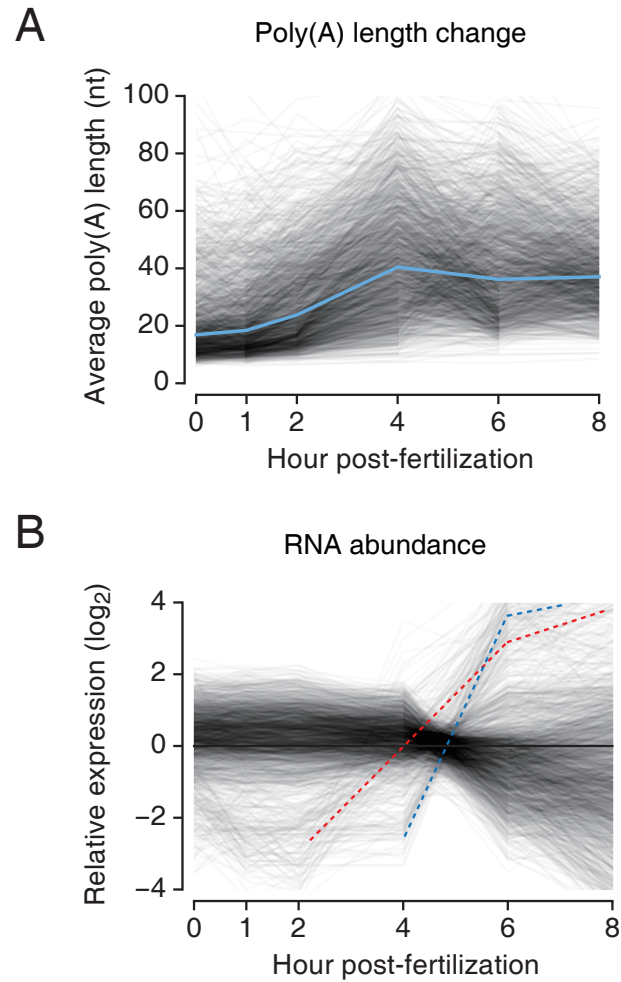 A
Poly(A) length change
Average poly(A) length (nt)
100
80
60
40
20
0
0 1 2 4 6 8
Hour post-fertilization
B
RNA abundance
Relative expression (log2)
4
2
0
−2
−4
0 1 2 4 6 8
Hour post-fertilization